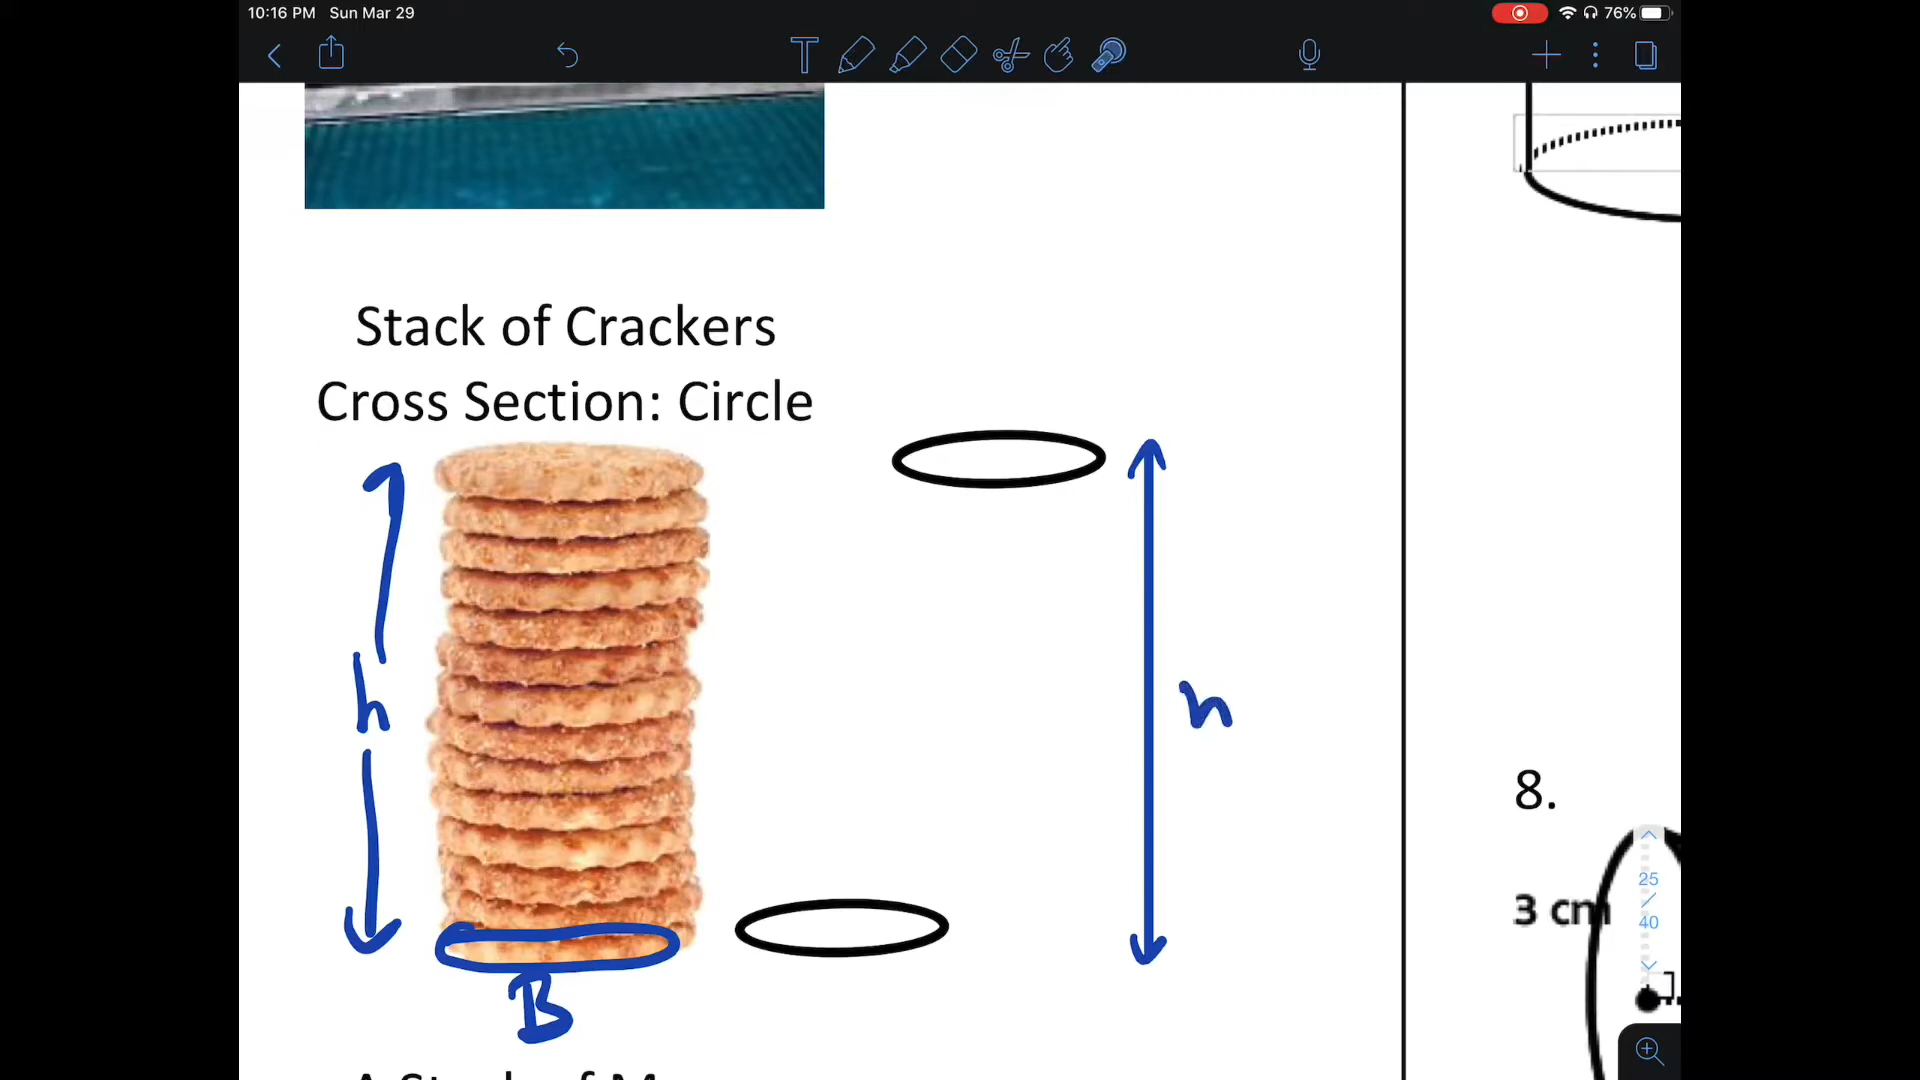 10:16 PM Sun Mar 29
76%
T
Stack of Crackers
Cross Section: Circle
h
h
B
8.
3 cm
25
/
40